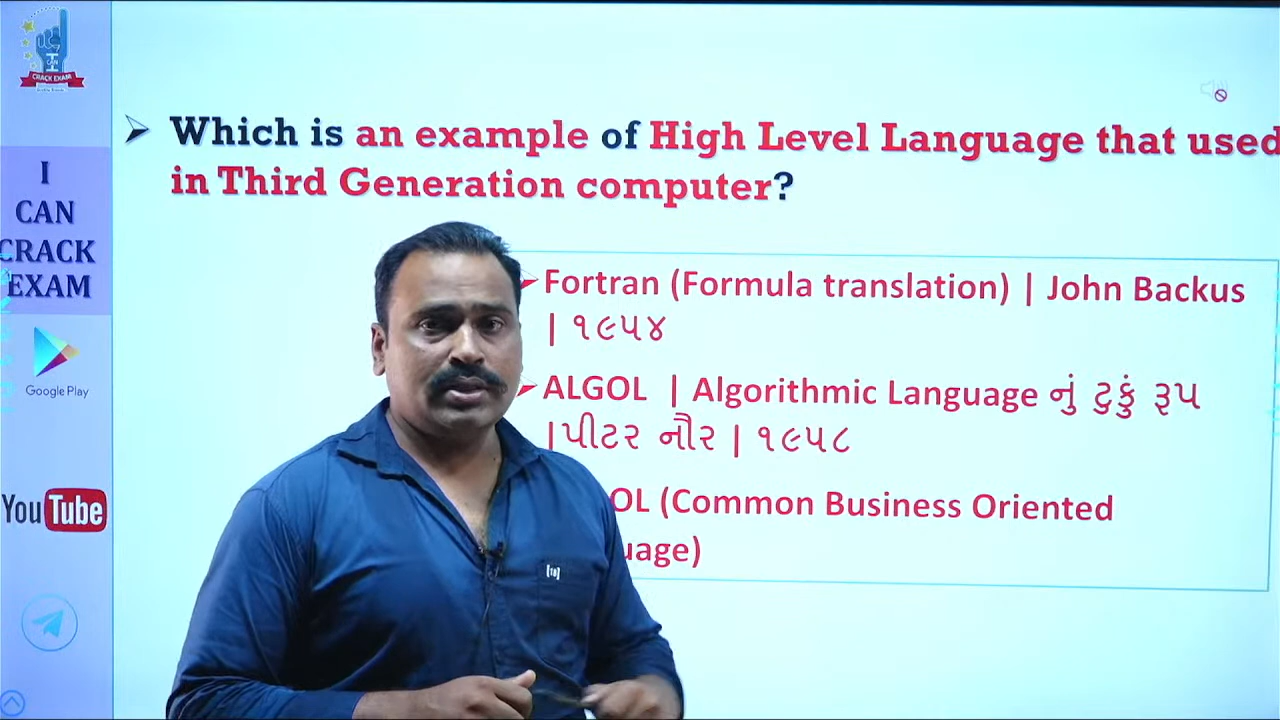 I CAN
CRACK EXAM
I
CAN
CRACK
EXAM
Google Play
YouTube
Which is an example of High Level Language that used
in Third Generation computer?
Fortran (Formula translation) | John Backus
| ૧૯૫૪
ALGOL | Algorithmic Language નું ટુકું રૂપ
|પીટર નૌર | ૧૯૫૮
OL (Common Business Oriented
uage)